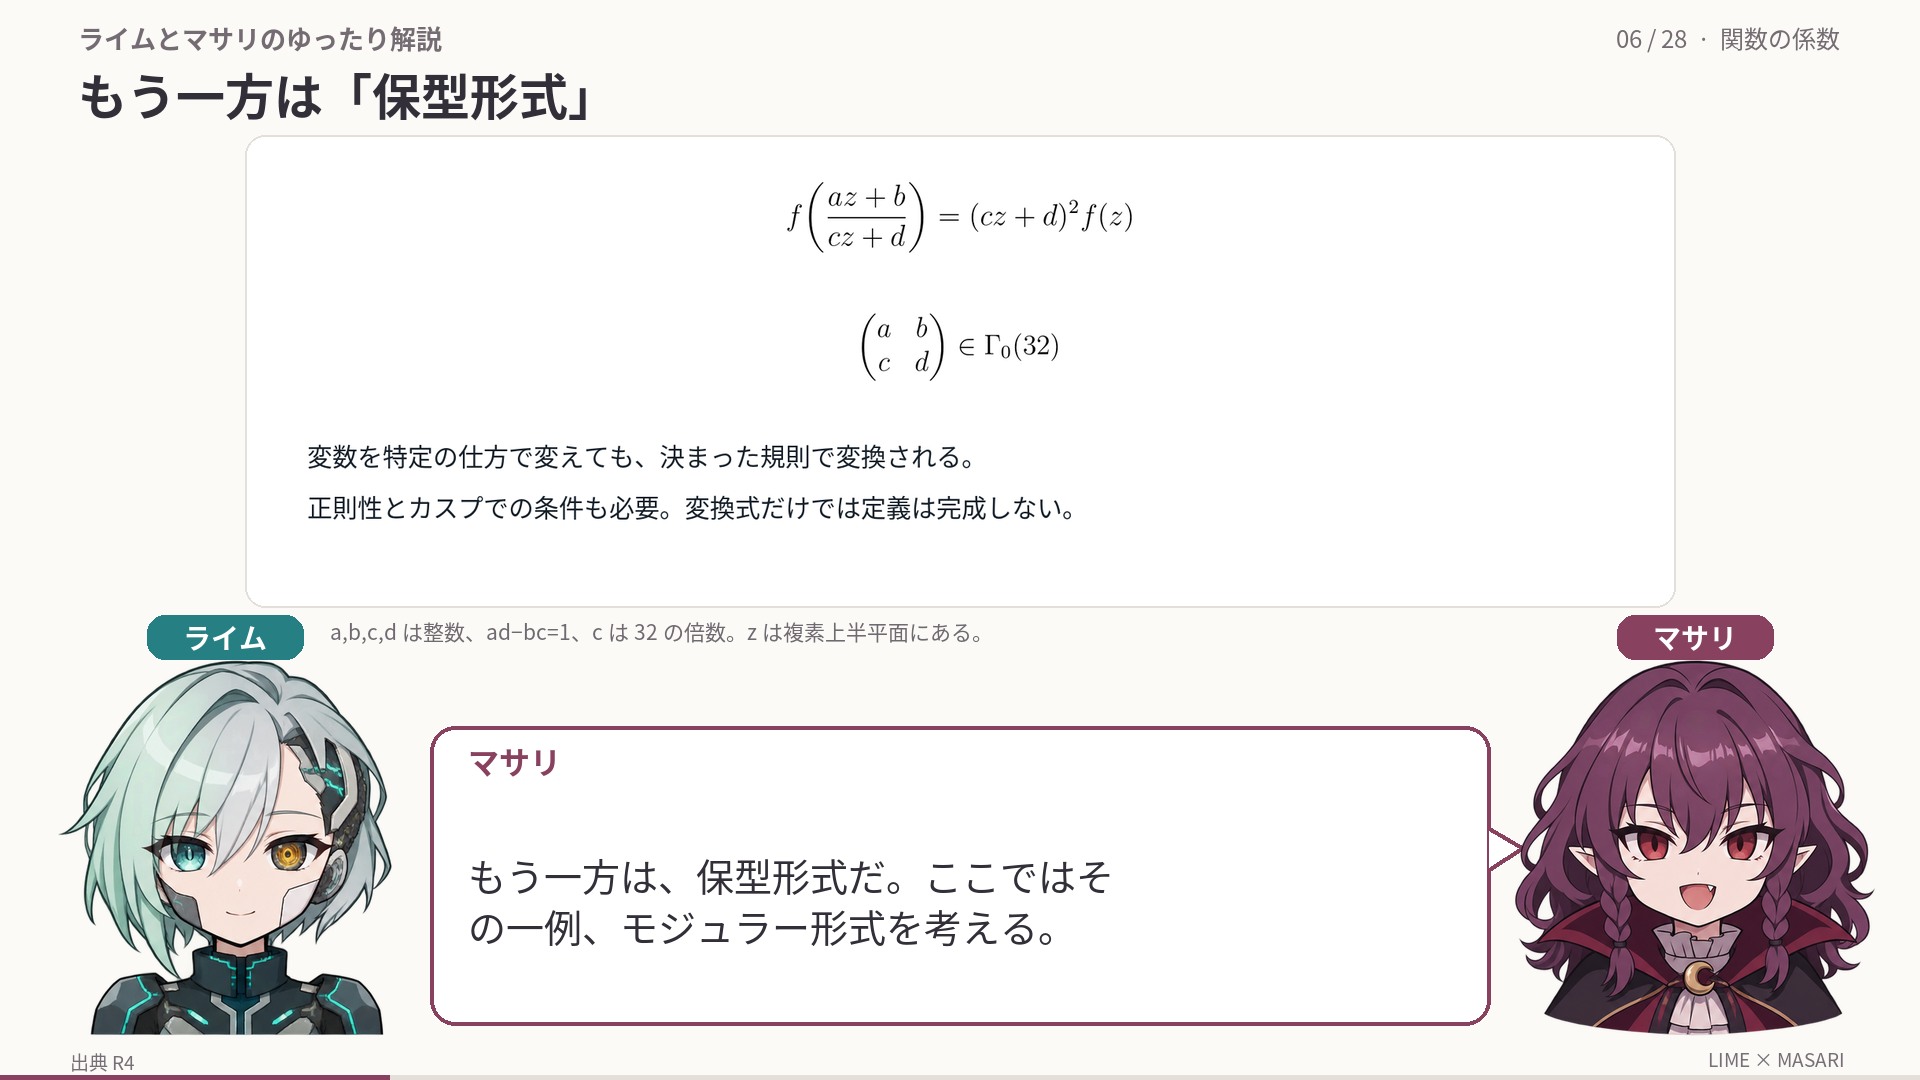 ライムとマサリのゆったり解説
06 / 28 · 関数の係数
もう一方は「保型形式」
f(az + b / cz + d) = (cz + d)²f(z)
(a b / c d) ∈ Γ₀(32)
変数を特定の仕方で変えても、決まった規則で変換される。
正則性とカスプでの条件も必要。変換式だけでは定義は完成しない。
ライム
a,b,c,d は整数、ad−bc=1、c は 32 の倍数。z は複素上半平面にある。
マサリ
マサリ
もう一方は、保型形式だ。ここではそ
の一例、モジュラー形式を考える。
出典 R4
LIME × MASARI